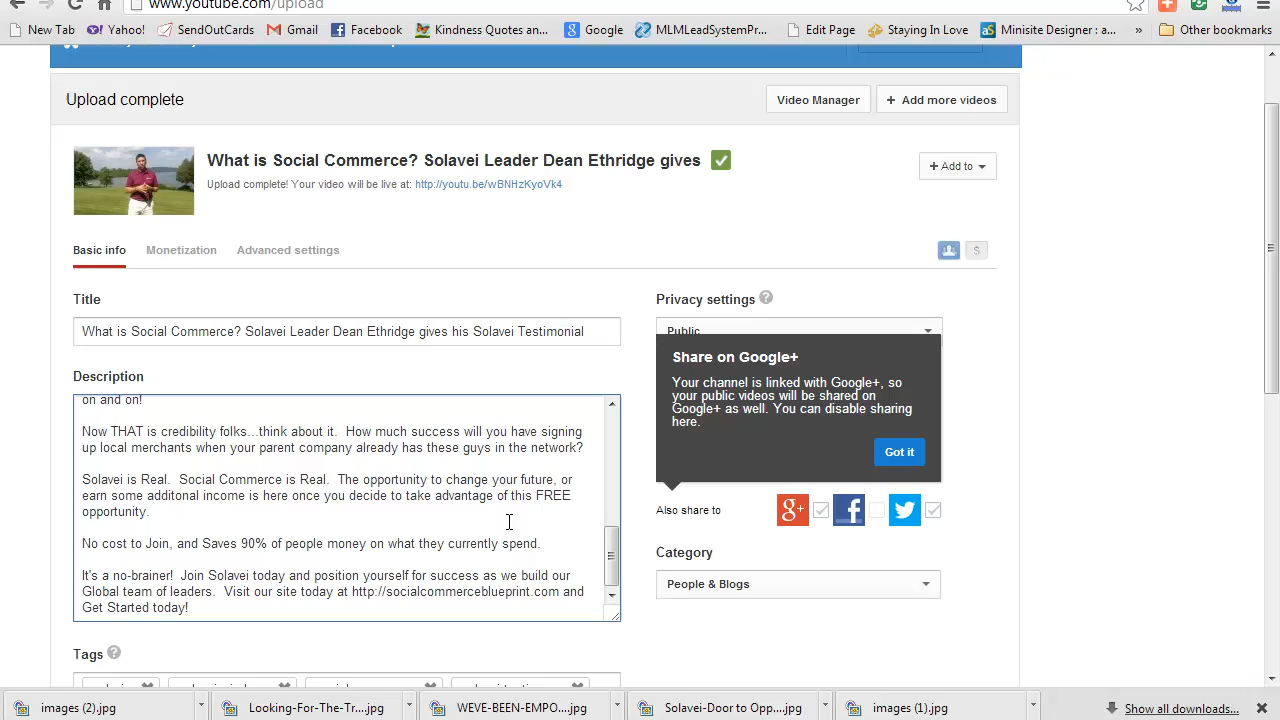 www.youtube.com/upload
New Tab Yahoo! SendOutCards Gmail Facebook Kindness Quotes an... Google MLMLeadSystemPr... Edit Page Staying In Love Minisite Designer : a... » Other bookmarks
Upload complete
Video Manager
+ Add more videos
What is Social Commerce? Solavei Leader Dean Ethridge gives
Upload complete! Your video will be live at: http://youtu.be/wBNHzKyoVk4
+ Add to
Basic info Monetization Advanced settings
$
Title
What is Social Commerce? Solavei Leader Dean Ethridge gives his Solavei Testimonial
Description
on and on!
Now THAT is credibility folks...think about it. How much success will you have signing
up local merchants when your parent company already has these guys in the network?
Solavei is Real. Social Commerce is Real. The opportunity to change your future, or
earn some additonal income is here once you decide to take advantage of this FREE
opportunity.
No cost to Join, and Saves 90% of people money on what they currently spend.
It's a no-brainer! Join Solavei today and position yourself for success as we build our
Global team of leaders. Visit our site today at http://socialcommerceblueprint.com and
Get Started today!
Tags
Privacy settings
Public
Share on Google+
Your channel is linked with Google+, so
your public videos will be shared on
Google+ as well. You can disable sharing
here.
Got it
Also share to
Category
People & Blogs
images (2).jpg
Looking-For-The-Tr....jpg
WEVE-BEEN-EMPO....jpg
Solavei-Door to Opp....jpg
images (1).jpg
Show all downloads...